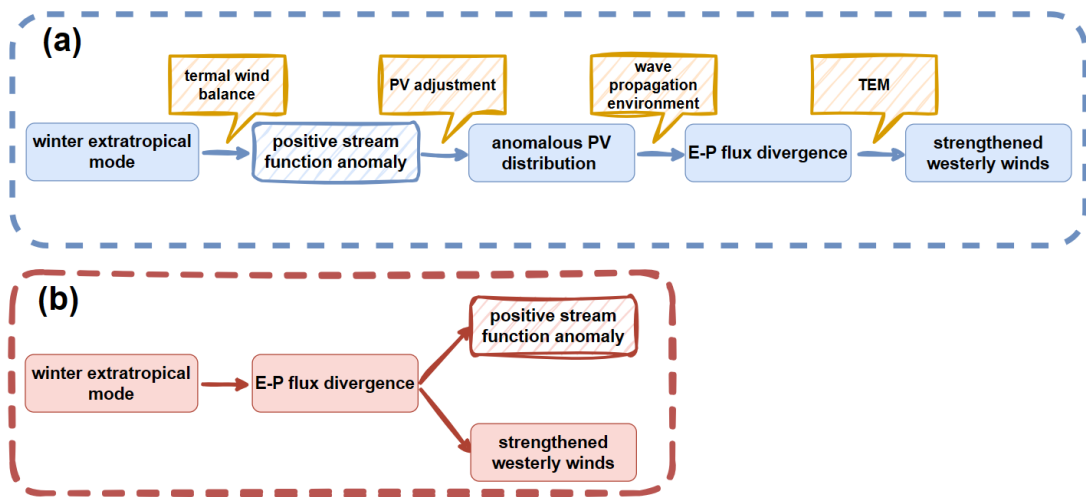 (a)
termal wind
balance
PV adjustment
wave
propagation
environment
TEM
winter extratropical
mode
positive stream
function anomaly
anomalous PV
distribution
E-P flux divergence
strengthened
westerly winds
(b)
positive stream
function anomaly
winter extratropical
mode
E-P flux divergence
strengthened
westerly winds